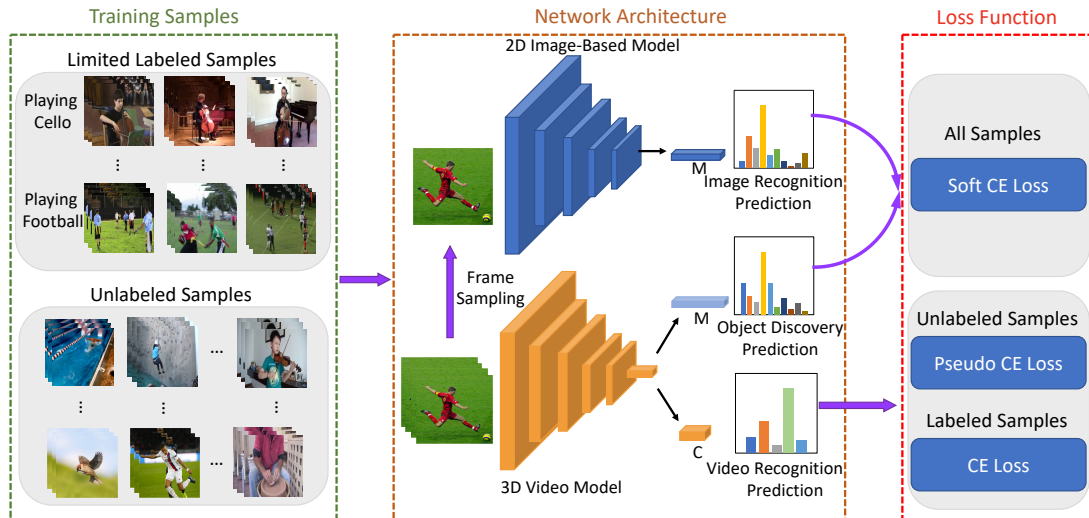 Training Samples
Limited Labeled Samples
Playing
Cello
...
...
...
Playing
Football
Unlabeled Samples
...
...
...
...
...
Network Architecture
2D Image-Based Model
M
Image Recognition
Prediction
Frame
Sampling
M
Object Discovery
Prediction
C
Video Recognition
Prediction
3D Video Model
Loss Function
All Samples
Soft CE Loss
Unlabeled Samples
Pseudo CE Loss
Labeled Samples
CE Loss